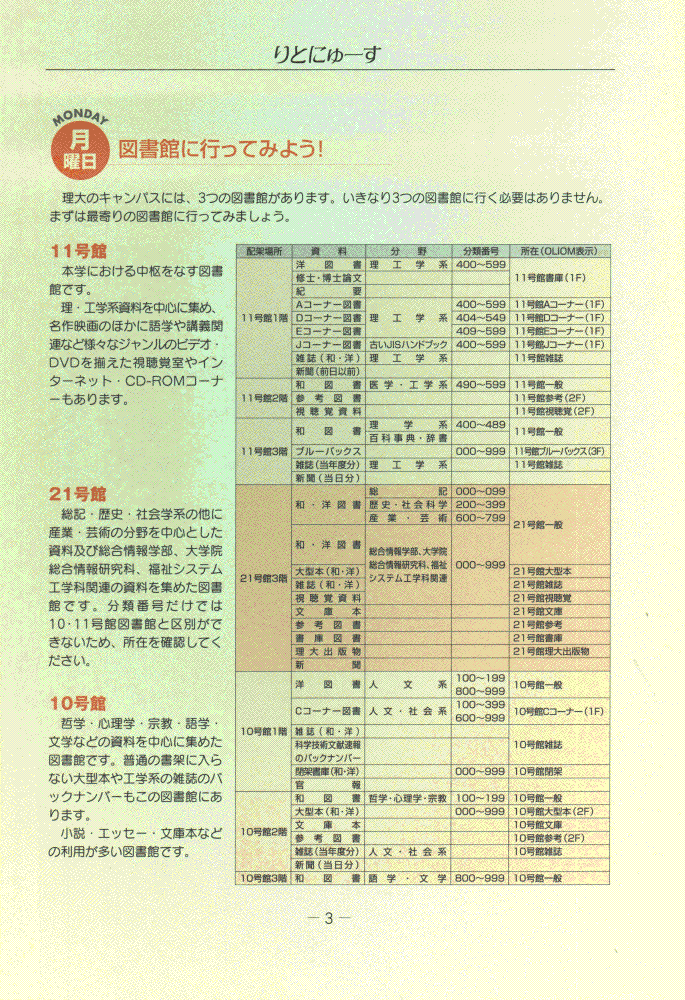 りとにゅーす
MONDAY
月
曜日
図書館に行ってみよう!
理大のキャンパスには、3つの図書館があります。いきなり3つの図書館に行く必要はありません。
まずは最寄りの図書館に行ってみましょう。
11号館
本学における中枢をなす図書
館です。
理・工学系資料を中心に集め、
名作映画のほかに語学や講義関
連など様々なジャンルのビデオ・
DVDを揃えた視聴覚室やイン
ターネット・CD-ROMコーナ
ーもあります。
21号館
総記・歴史・社会学系の他に
産業・芸術の分野を中心とした
資料及び総合情報学部、大学院
総合情報研究科、福祉システム
工学科関連の資料を集めた図書
館です。分類番号だけでは
10・11号館図書館と区別がで
きないため、所在を確認してく
ださい。
10号館
哲学・心理学・宗教・語学・
文学などの資料を中心に集めた
図書館です。普通の書架に入ら
ない大型本や工学系の雑誌のバ
ックナンバーもこの図書館にあ
ります。
小説・エッセー・文庫本など
の利用が多い図書館です。
配架場所 資料 分野 分類番号 所在(OLIOM表示)
洋図書 理工学系 400〜599
修士・博士論文 11号館書庫(1F)
紀要
Aコーナー図書 400〜599 11号館Aコーナー(1F)
11号館1階 Dコーナー図書 理工学系 404〜549 11号館Dコーナー(1F)
Eコーナー図書 409〜599 11号館Eコーナー(1F)
Jコーナー図書 古いJISハンドブック 400〜599 11号館Jコーナー(1F)
雑誌(和・洋) 理工学系 11号館雑誌
新聞(前日以前)
和図書 医学・工学系 490〜599 11号館一般
11号館2階 参考図書 11号館参考(2F)
視聴覚資料 11号館視聴覚(2F)
和図書 理学系 400〜489 11号館一般
百科事典・辞書
11号館3階 ブルーバックス 000〜999 11号館ブルーバックス(3F)
雑誌(当年度分) 理工学系 11号館雑誌
新聞(当日分)
総記 000〜099
和・洋図書 歴史・社会科学 200〜399
産業・芸術 600〜799
21号館一般
和・洋図書
総合情報学部、大学院
総合情報研究科、福祉 000〜999
大型本(和・洋) 21号館大型本
21号館3階 システム工学科関連
雑誌(和・洋) 21号館雑誌
視聴覚資料 21号館視聴覚
文庫本 21号館文庫
参考図書 21号館参考
書庫図書 21号館書庫
理大出版物 21号館理大出版物
新聞
洋図書 人文系 100〜199 10号館一般
800〜999
Cコーナー図書 人文・社会系 100〜399 10号館Cコーナー(1F)
600〜999
10号館1階 雑誌(和・洋)
科学技術文献速報 10号館雑誌
のバックナンバー
閉架書庫(和・洋) 000〜999 10号館閉架
官報
和図書 哲学・心理学・宗教 100〜199 10号館一般
大型本(和・洋) 000〜999 10号館大型本(2F)
文庫本 10号館文庫
10号館2階 参考図書 10号館参考(2F)
雑誌(当年度分) 人文・社会系 10号館雑誌
新聞(当日分)
10号館3階 和図書 語学・文学 800〜999 10号館一般
― 3 ―